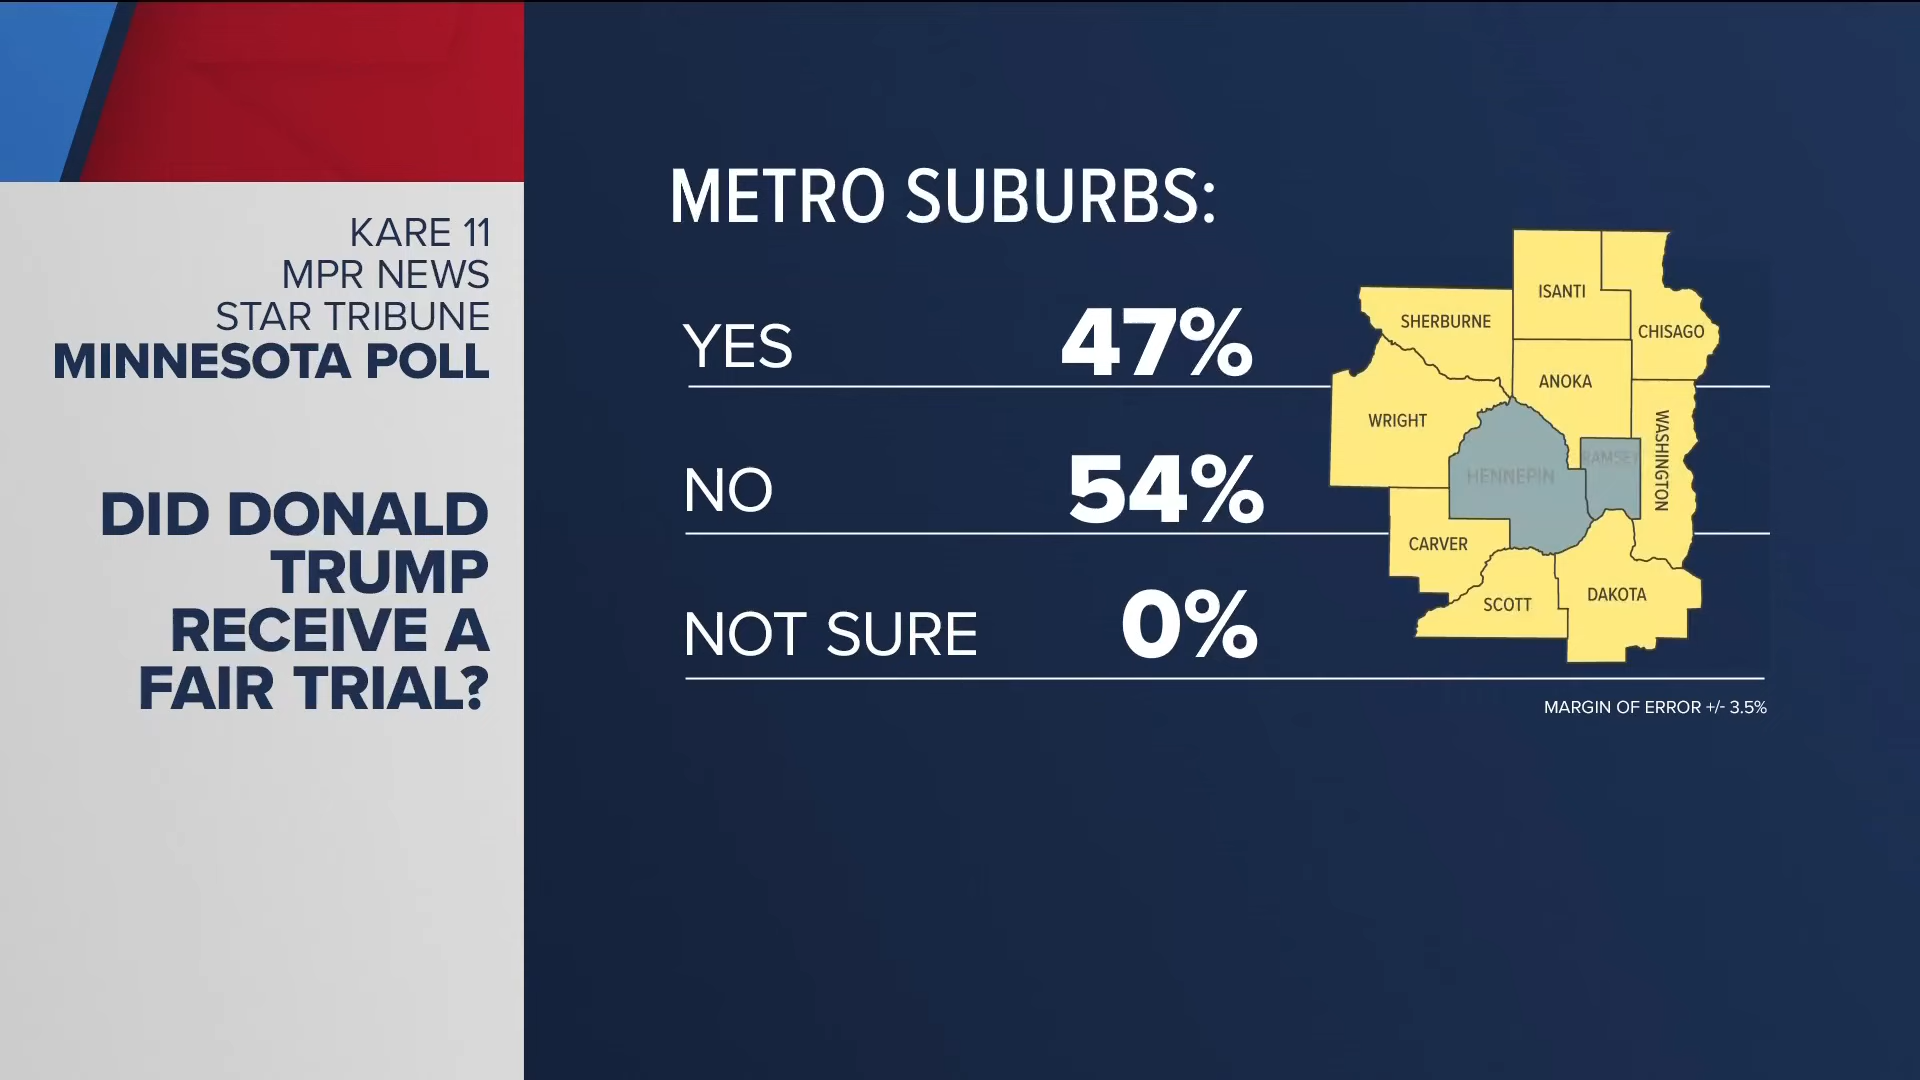 KARE 11
MPR NEWS
STAR TRIBUNE
MINNESOTA POLL
DID DONALD
TRUMP
RECEIVE A
FAIR TRIAL?
METRO SUBURBS:
YES 47%
NO 54%
NOT SURE 0%
ISANTI
SHERBURNE
CHISAGO
ANOKA
WRIGHT
WASHINGTON
RAMSEY
HENNEPIN
CARVER
SCOTT
DAKOTA
MARGIN OF ERROR +/- 3.5%